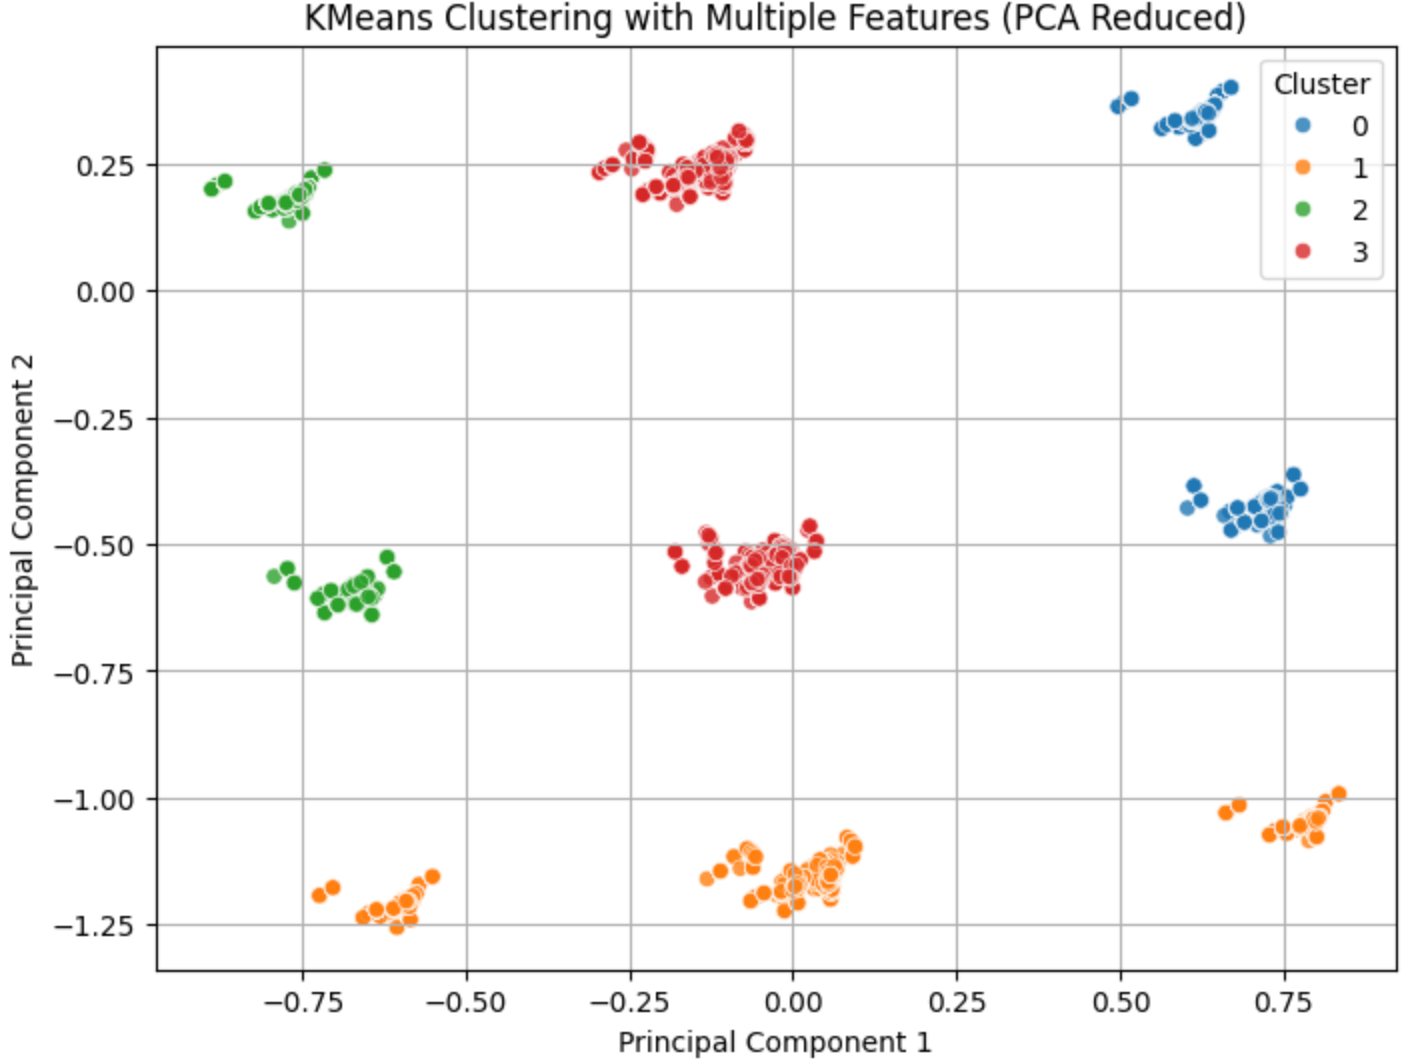 KMeans Clustering with Multiple Features (PCA Reduced)
Cluster
0
1
2
3
0.25
0.00
−0.25
−0.50
−0.75
−1.00
−1.25
Principal Component 2
−0.75 −0.50 −0.25 0.00 0.25 0.50 0.75
Principal Component 1